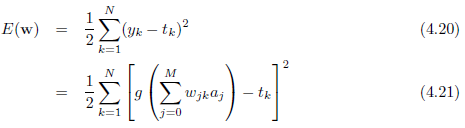 E(w) = 1/2 ∑_{k=1}^{N} (y_k − t_k)^2 (4.20)
= 1/2 ∑_{k=1}^{N} [ g ( ∑_{j=0}^{M} w_{jk} a_j ) − t_k ]^2 (4.21)